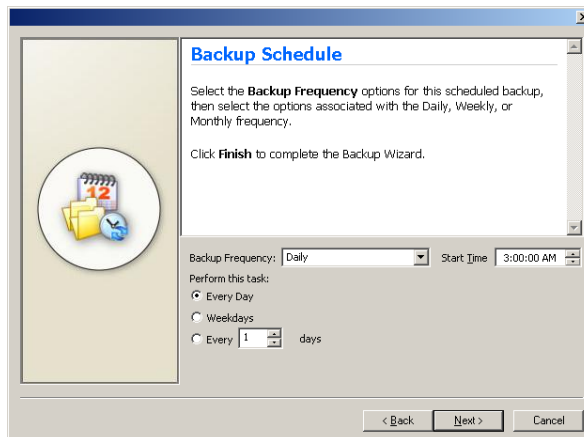 Backup Schedule
Select the Backup Frequency options for this scheduled backup,
then select the options associated with the Daily, Weekly, or
Monthly frequency.
Click Finish to complete the Backup Wizard.
12
Backup Frequency: Daily Start Time 3:00:00 AM
Perform this task:
Every Day
Weekdays
Every 1 days
< Back Next > Cancel